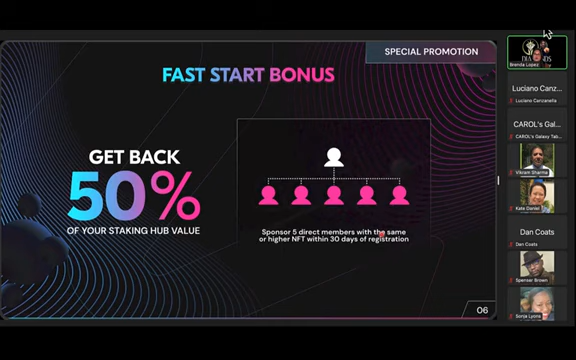 SPECIAL PROMOTION
FAST START BONUS
GET BACK
50%
OF YOUR STAKING HUB VALUE
Sponsor 5 direct members with the same
or higher NFT within 30 days of registration
06
Brenda Lopez
Luciano Canz...
Luciano Canzanella
CAROL's Gal...
CAROL's Galaxy Tab...
Vikram Sharma
Kate Daniel
Dan Coats
Dan Coats
Spenser Brown
Sonja Lyons